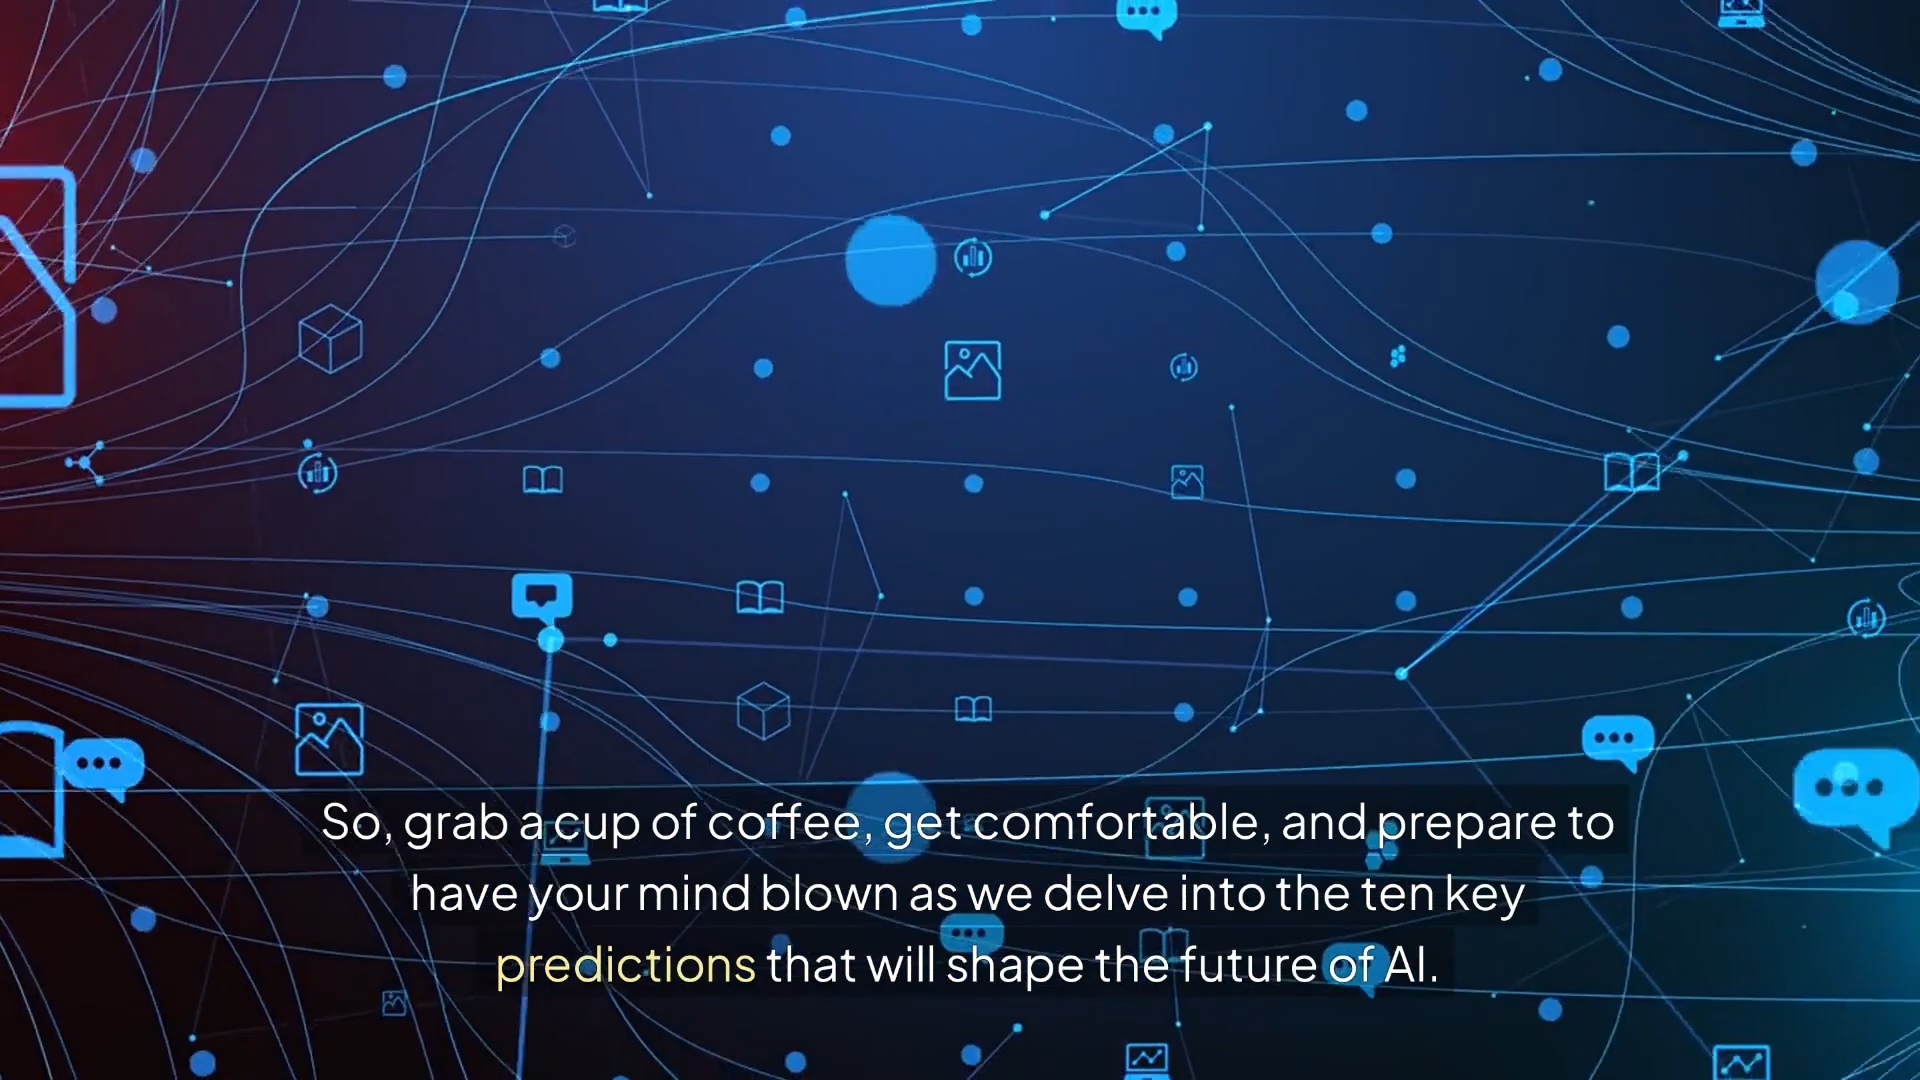 So, grab a cup of coffee, get comfortable, and prepare to
have your mind blown as we delve into the ten key
predictions that will shape the future of AI.